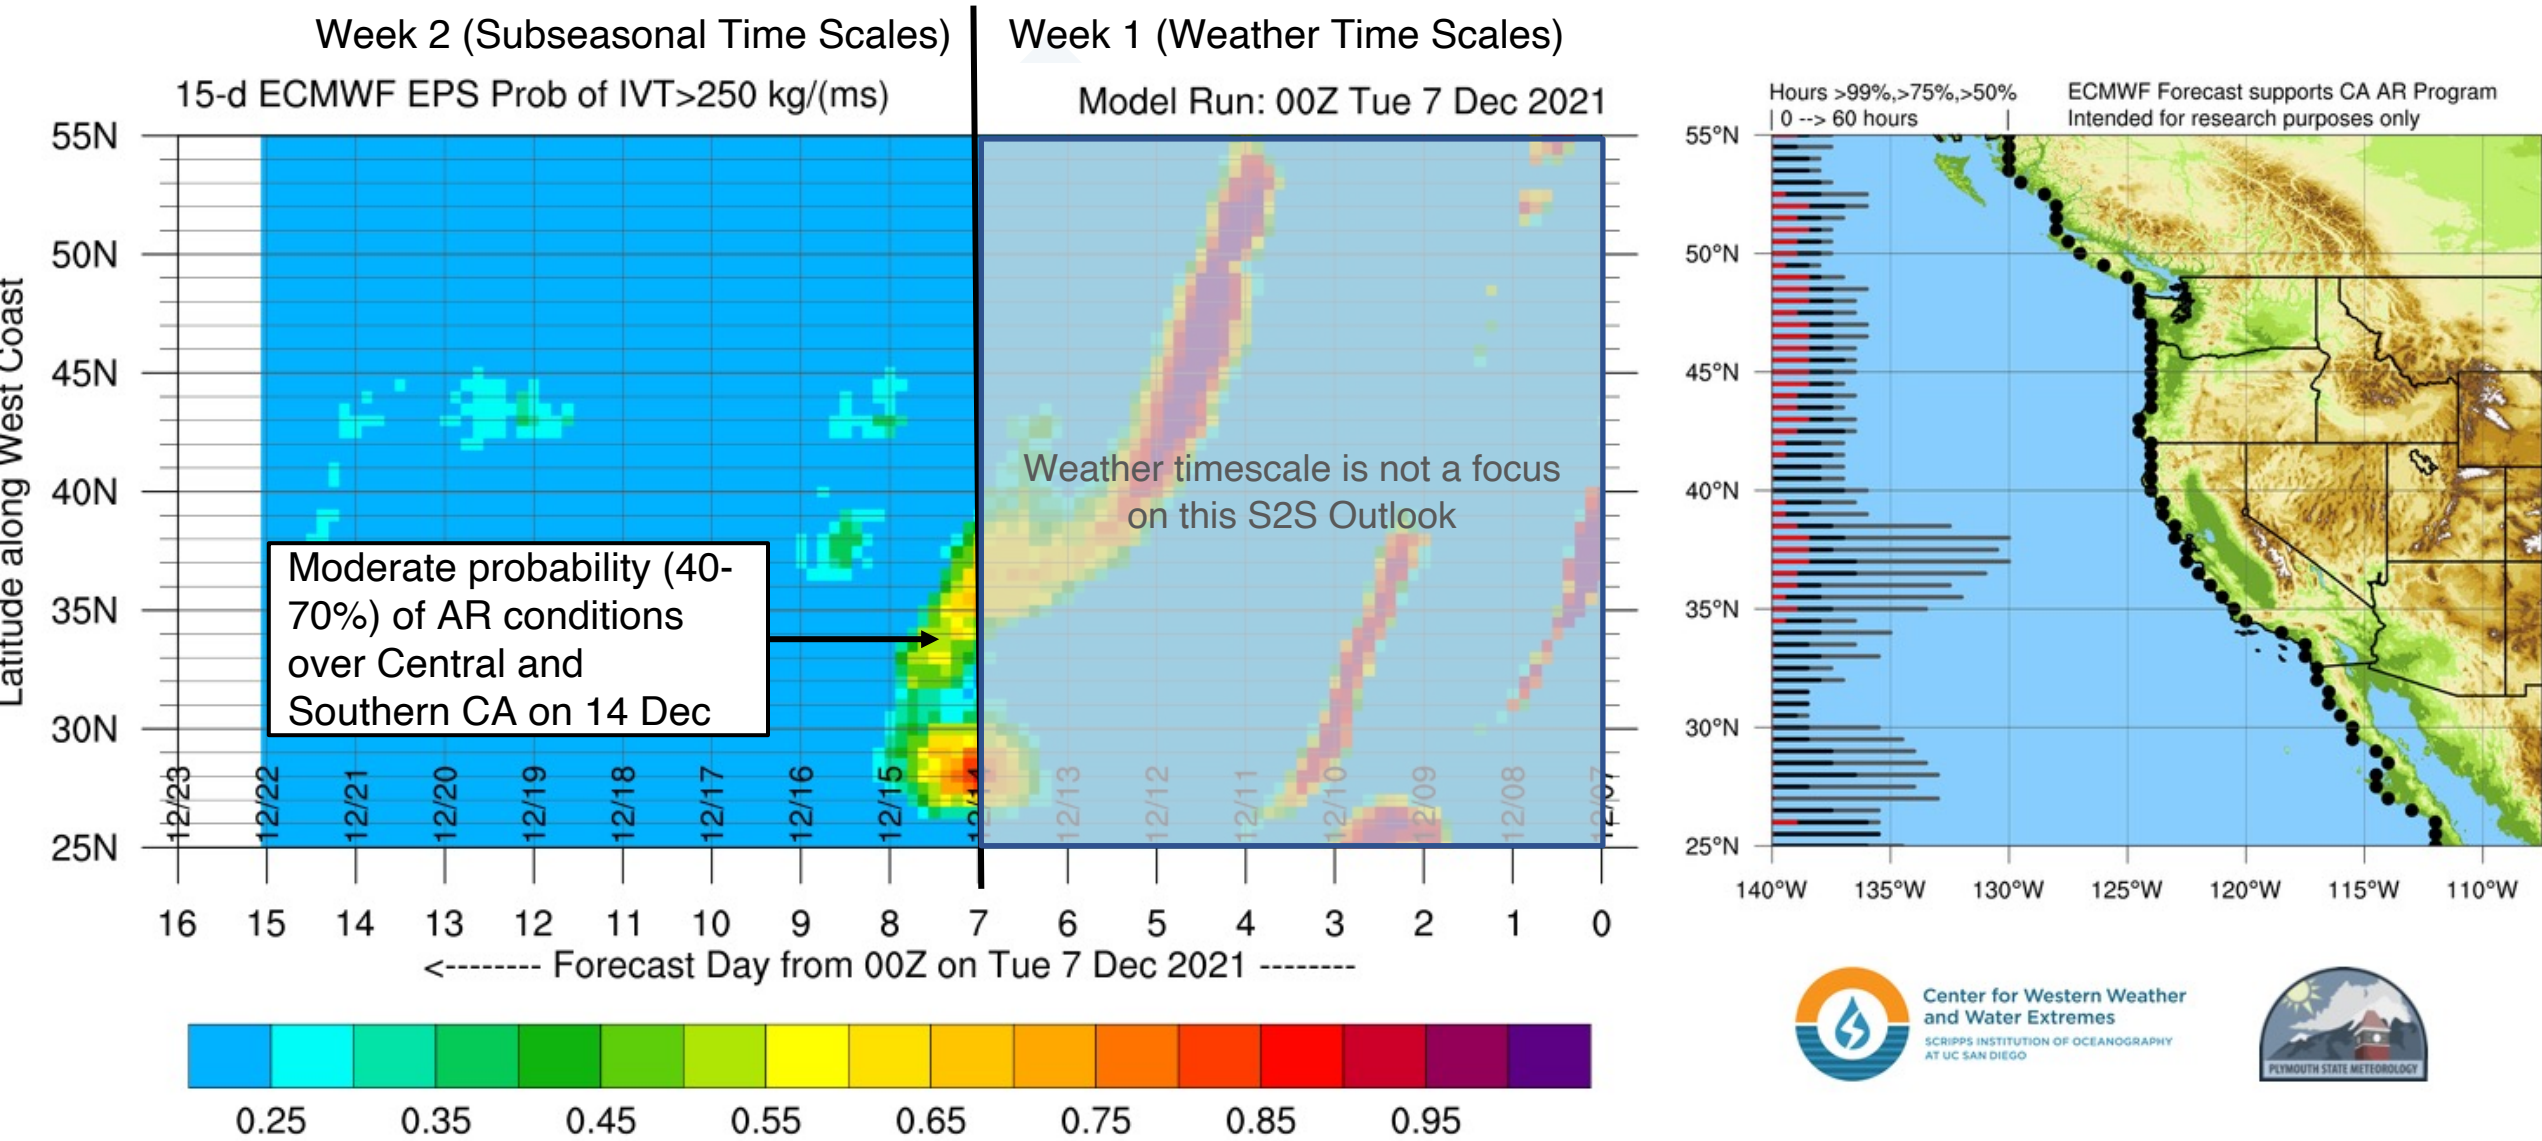 Week 2 (Subseasonal Time Scales)
Week 1 (Weather Time Scales)
15-d ECMWF EPS Prob of IVT>250 kg/(ms)
Model Run: 00Z Tue 7 Dec 2021
Hours >99%,>75%,>50%
| 0 --> 60 hours |
ECMWF Forecast supports CA AR Program
Intended for research purposes only
Latitude along West Coast
55N
50N
45N
40N
35N
30N
25N
Weather timescale is not a focus
on this S2S Outlook
Moderate probability (40-
70%) of AR conditions
over Central and
Southern CA on 14 Dec
12/23 12/22 12/21 12/20 12/19 12/18 12/17 12/16 12/15 12/14 12/13 12/12 12/11 12/10 12/09 12/08 12/07
16 15 14 13 12 11 10 9 8 7 6 5 4 3 2 1 0
<-------- Forecast Day from 00Z on Tue 7 Dec 2021 --------
0.25 0.35 0.45 0.55 0.65 0.75 0.85 0.95
55°N
50°N
45°N
40°N
35°N
30°N
25°N
140°W 135°W 130°W 125°W 120°W 115°W 110°W
Center for Western Weather
and Water Extremes
SCRIPPS INSTITUTION OF OCEANOGRAPHY
AT UC SAN DIEGO
PLYMOUTH STATE METEOROLOGY